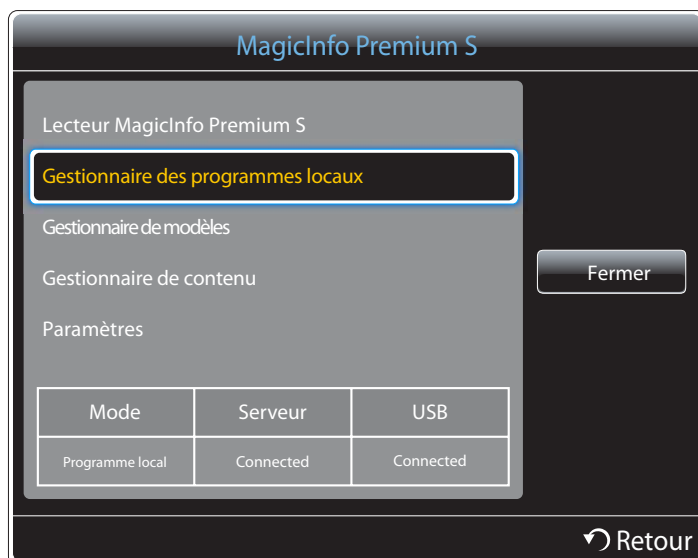 MagicInfo Premium S
Lecteur MagicInfo Premium S
Gestionnaire des programmes locaux
Gestionnaire de modèles
Gestionnaire de contenu
Paramètres
Fermer
Mode Serveur USB
Programme local Connected Connected
Retour